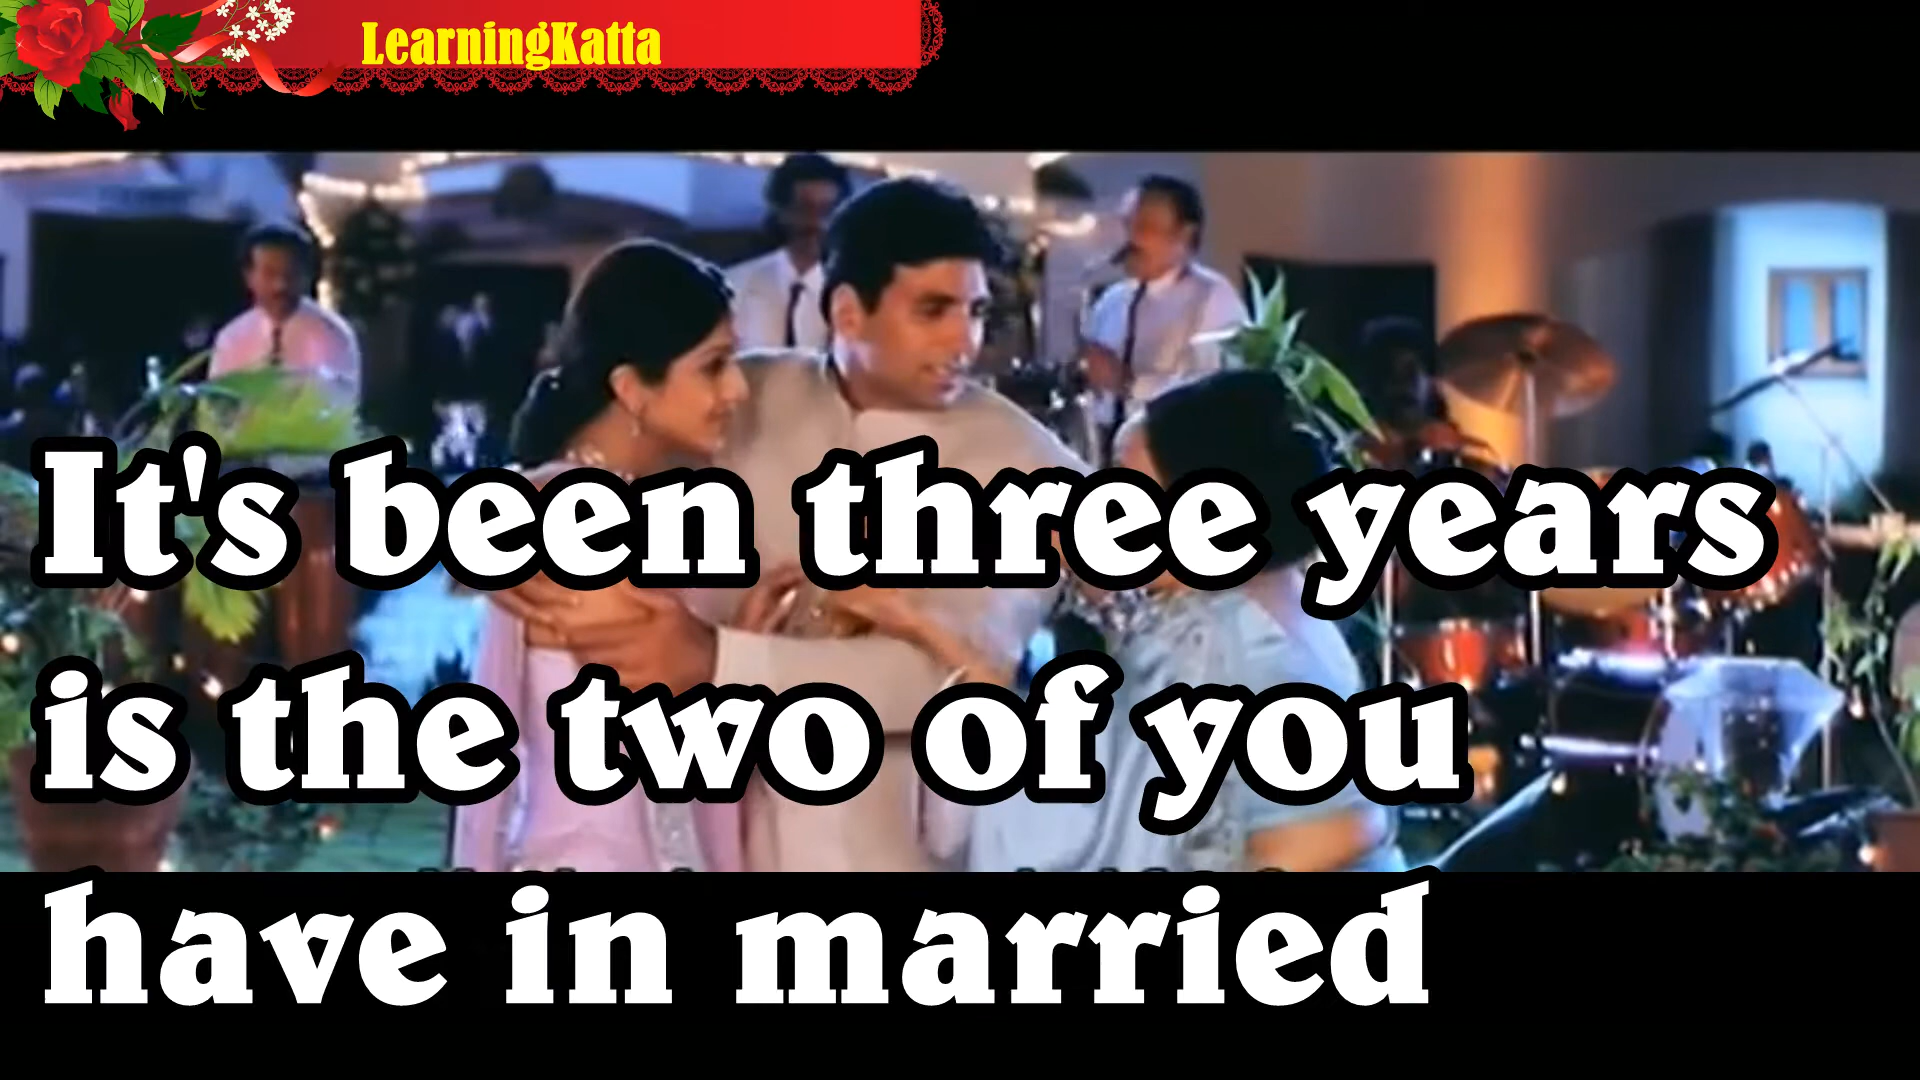 LearningKatta
It's been three years
is the two of you
have in married